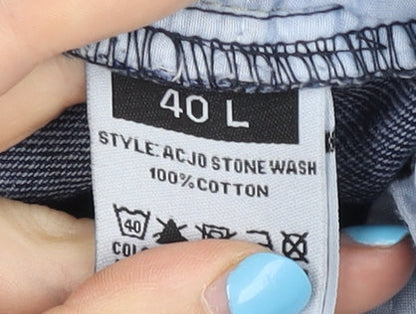 40 L
STYLE: ACJO STONE WASH
100% COTTON
40